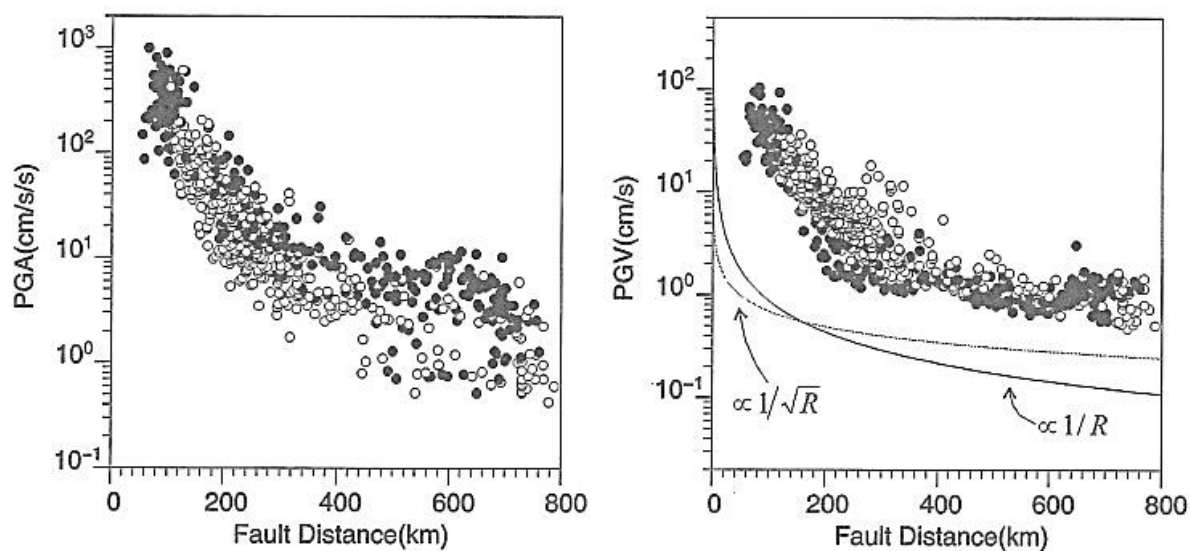 PGA(cm/s/s)
10³
10²
10¹
10⁰
10⁻¹
0 200 400 600 800
Fault Distance(km)
PGV(cm/s)
10²
10¹
10⁰
10⁻¹
∝1/√R
∝1/R
0 200 400 600 800
Fault Distance(km)